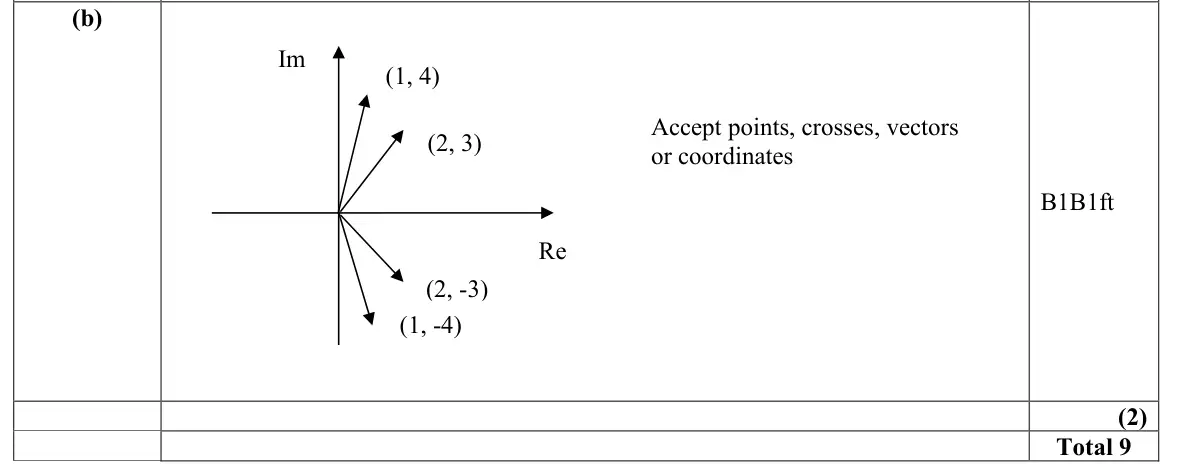 (b)
Im
(1, 4)
(2, 3)
Accept points, crosses, vectors
or coordinates
B1B1ft
Re
(2, -3)
(1, -4)
(2)
Total 9